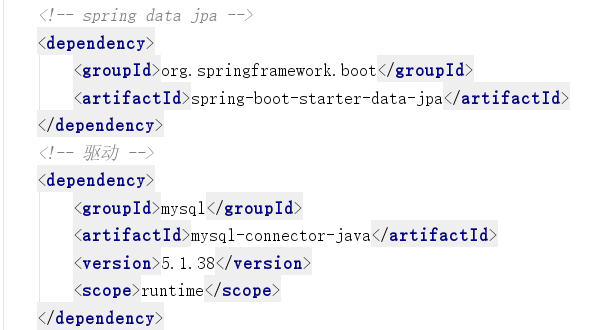 <!-- spring data jpa -->
<dependency>
<groupId>org.springframework.boot</groupId>
<artifactId>spring-boot-starter-data-jpa</artifactId>
</dependency>
<!-- 驱动 -->
<dependency>
<groupId>mysql</groupId>
<artifactId>mysql-connector-java</artifactId>
<version>5.1.38</version>
<scope>runtime</scope>
</dependency>